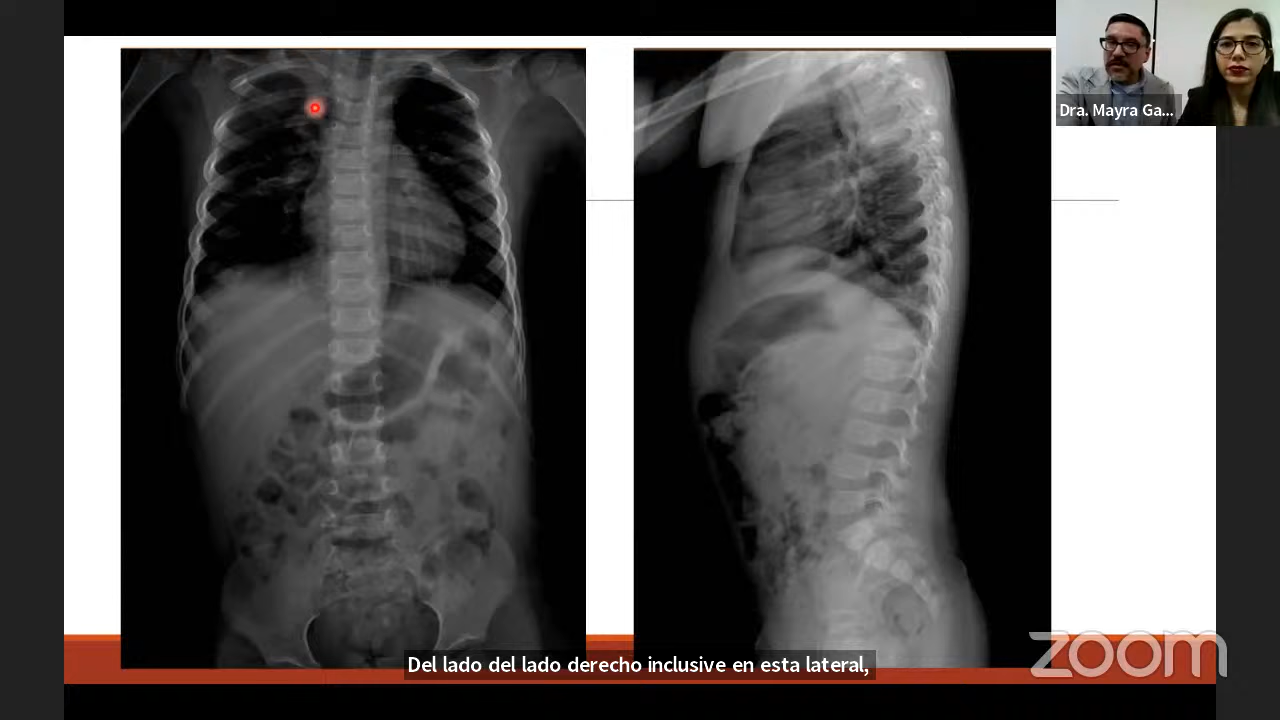 Dra. Mayra Ga...
Del lado del lado derecho inclusive en esta lateral,
zoom